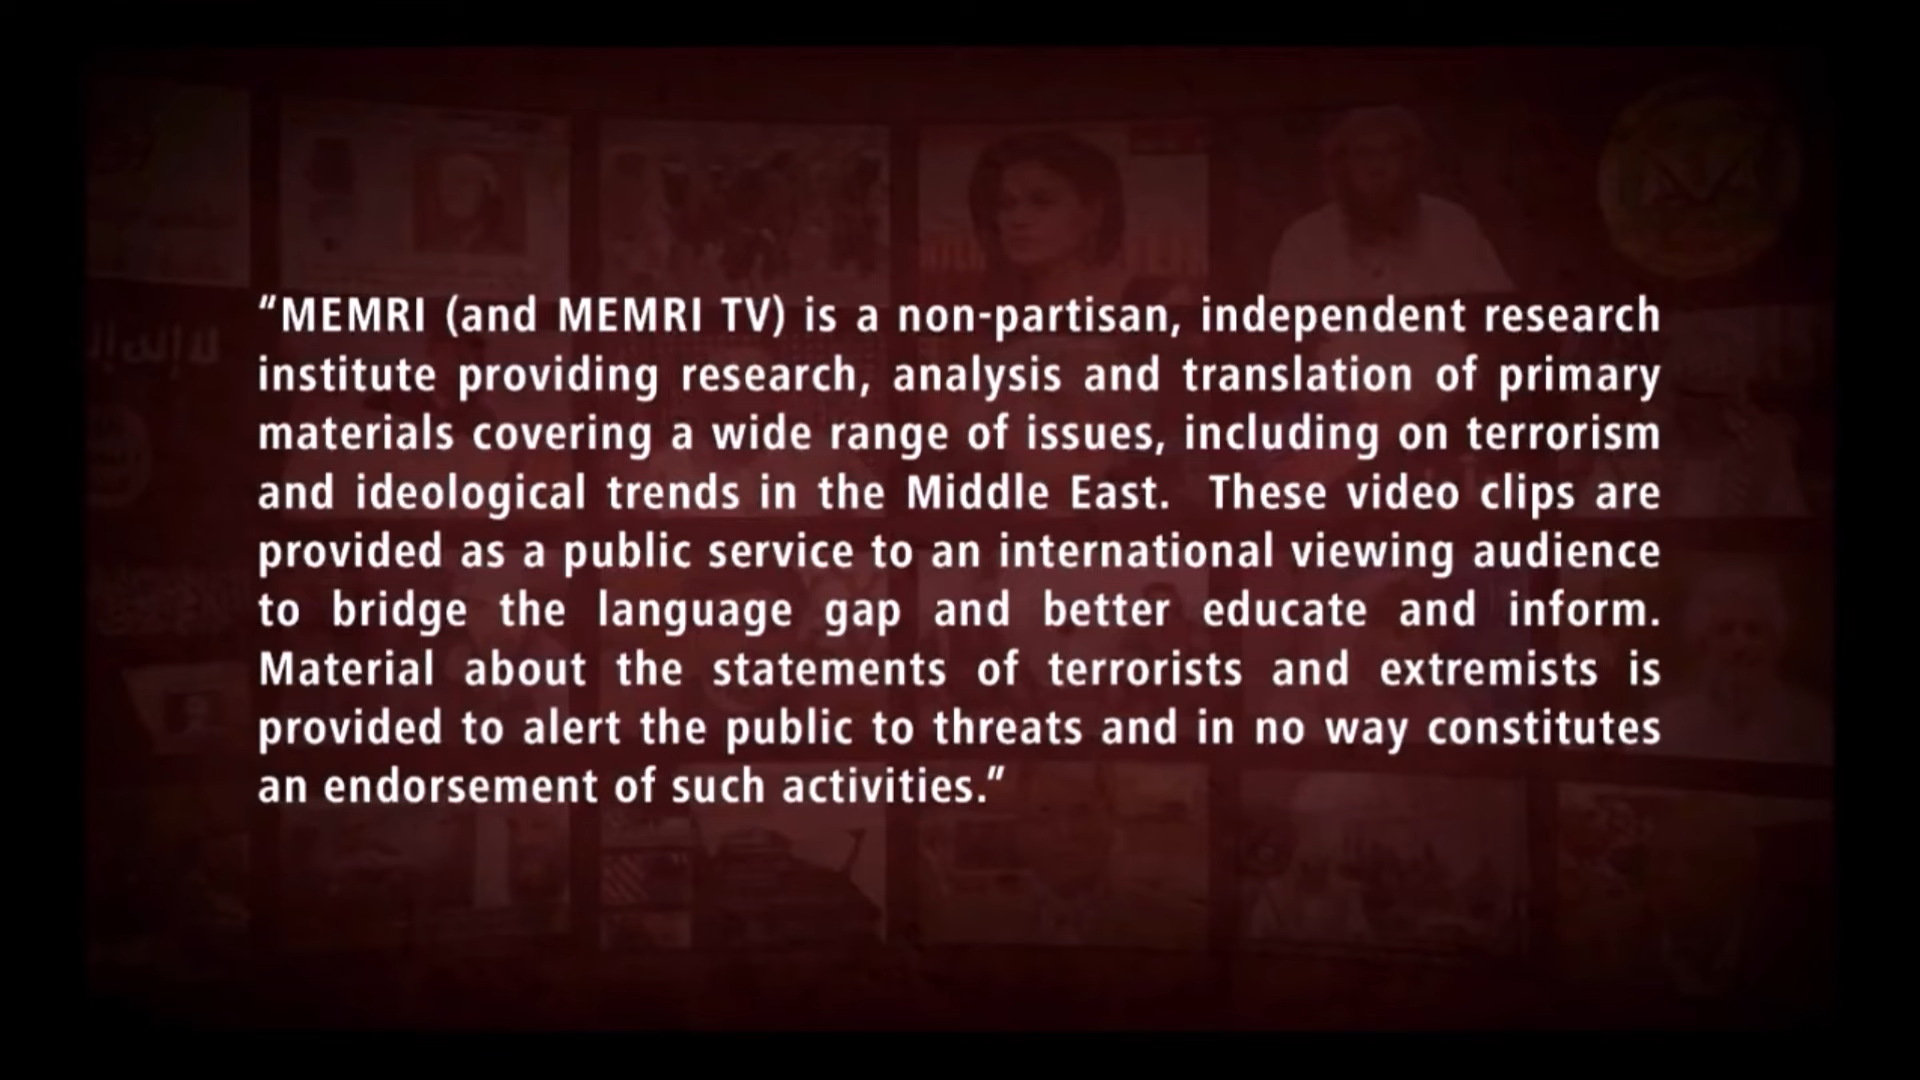 “MEMRI (and MEMRI TV) is a non-partisan, independent research
institute providing research, analysis and translation of primary
materials covering a wide range of issues, including on terrorism
and ideological trends in the Middle East. These video clips are
provided as a public service to an international viewing audience
to bridge the language gap and better educate and inform.
Material about the statements of terrorists and extremists is
provided to alert the public to threats and in no way constitutes
an endorsement of such activities.”